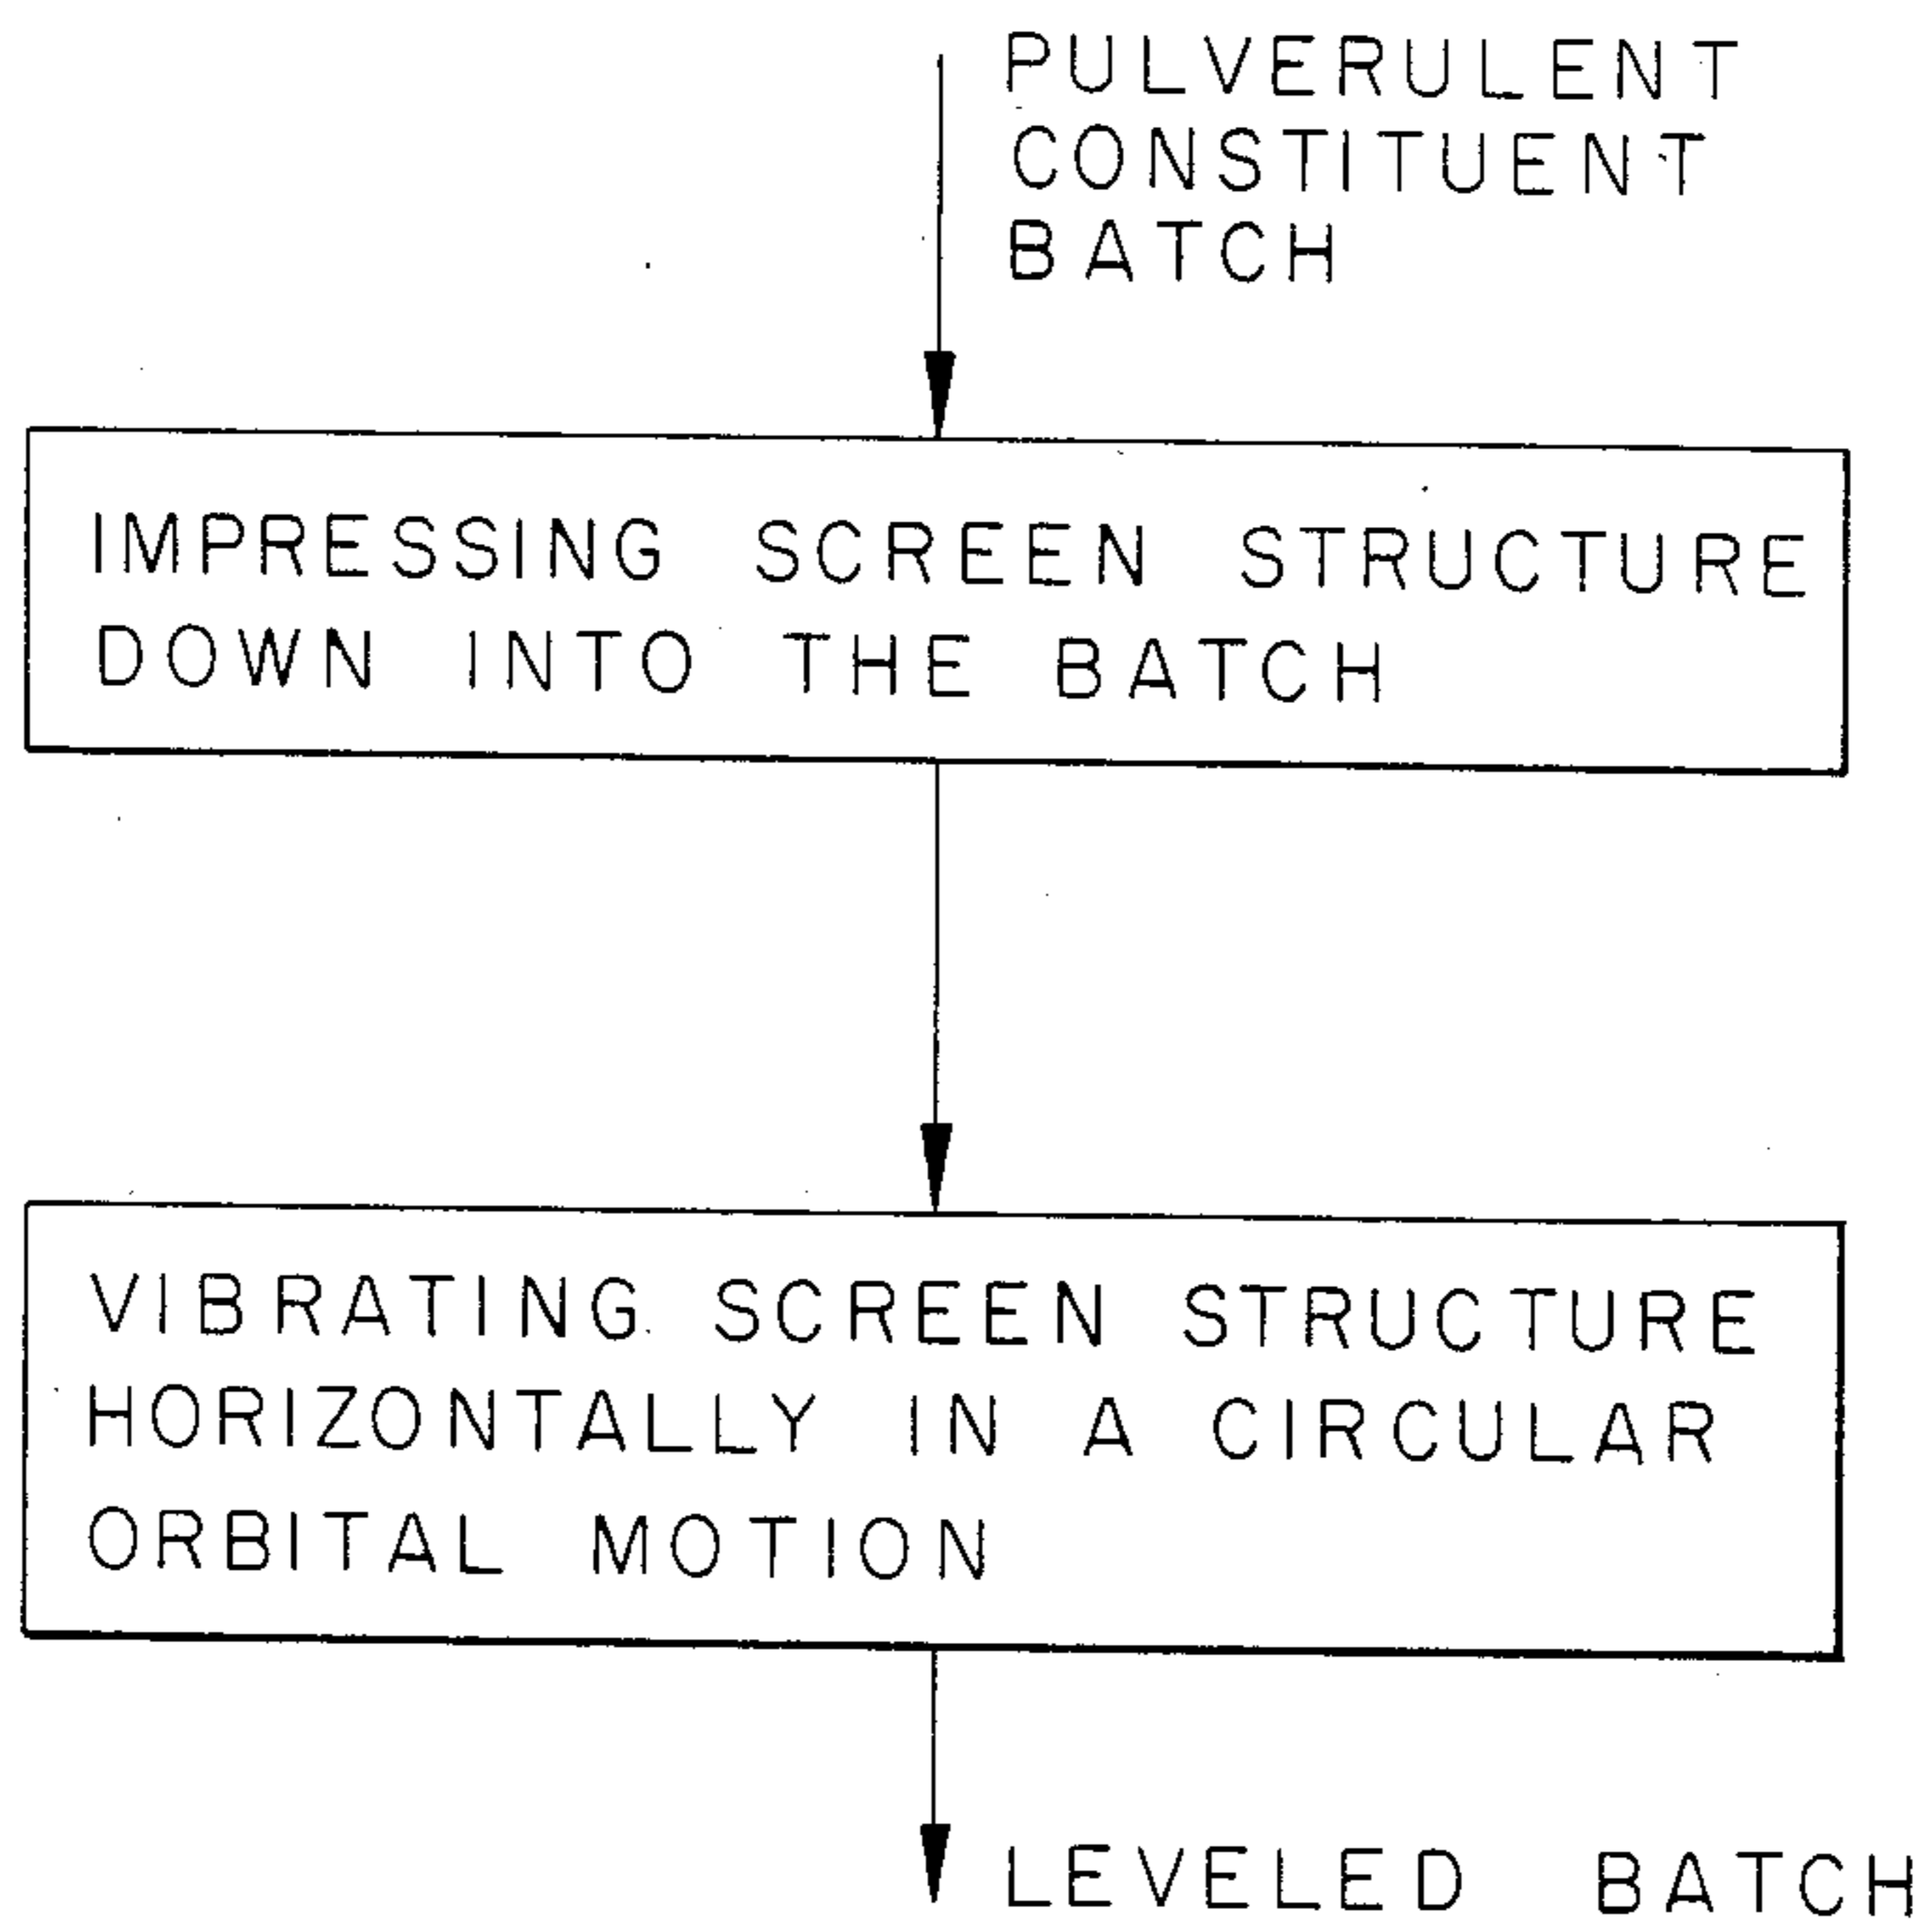 PULVERULENT
CONSTITUENT
BATCH
IMPRESSING SCREEN STRUCTURE
DOWN INTO THE BATCH
VIBRATING SCREEN STRUCTURE
HORIZONTALLY IN A CIRCULAR
ORBITAL MOTION
LEVELED BATCH